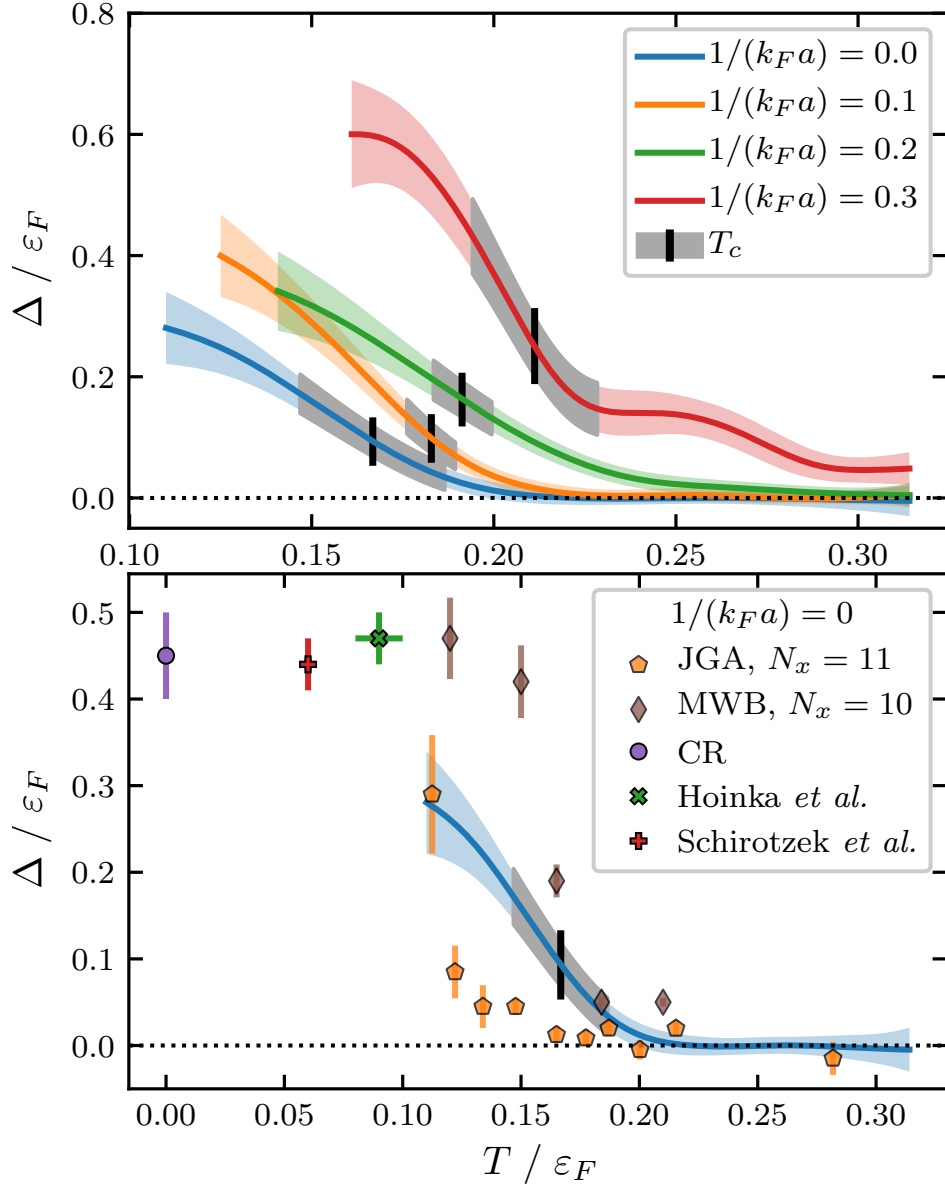 0.8
0.6
0.4
0.2
0.0
Δ / ε_F
1/(k_F a) = 0.0
1/(k_F a) = 0.1
1/(k_F a) = 0.2
1/(k_F a) = 0.3
T_c
0.10 0.15 0.20 0.25 0.30
0.5
0.4
0.3
0.2
0.1
0.0
Δ / ε_F
1/(k_F a) = 0
JGA, N_x = 11
MWB, N_x = 10
CR
Hoinka et al.
Schirotzek et al.
0.00 0.05 0.10 0.15 0.20 0.25 0.30
T / ε_F